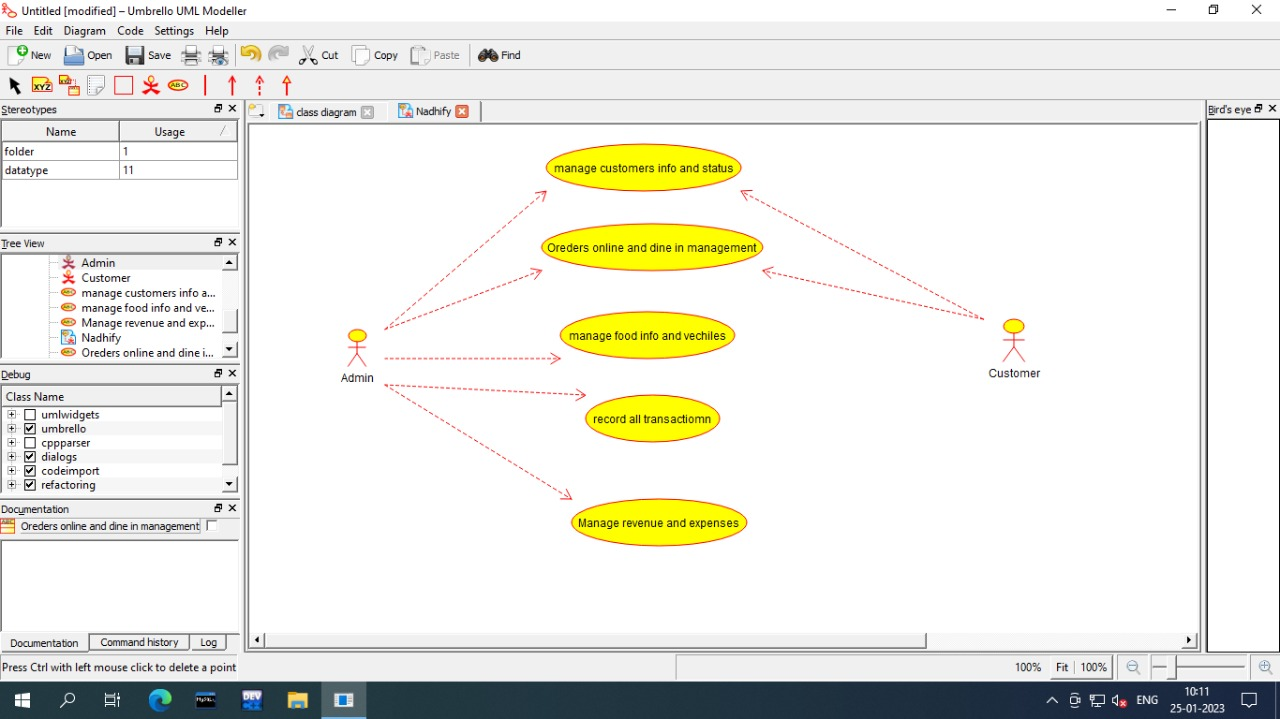 Untitled [modified] – Umbrello UML Modeller
File Edit Diagram Code Settings Help
New Open Save Cut Copy Paste Find
XYZ ABC
Stereotypes
Name Usage
folder 1
datatype 11
Tree View
Admin
Customer
manage customers info a...
manage food info and ve...
Manage revenue and exp...
Nadhify
Oreders online and dine i...
Debug
Class Name
umlwidgets
umbrello
cppparser
dialogs
codeimport
refactoring
Documentation
Oreders online and dine in management
Documentation Command history Log
Press Ctrl with left mouse click to delete a point
class diagram Nadhify
manage customers info and status
Oreders online and dine in management
manage food info and vechiles
record all transactiomn
Manage revenue and expenses
Admin
Customer
Bird's eye
100% Fit 100%
DEV
ENG
10:11
25-01-2023